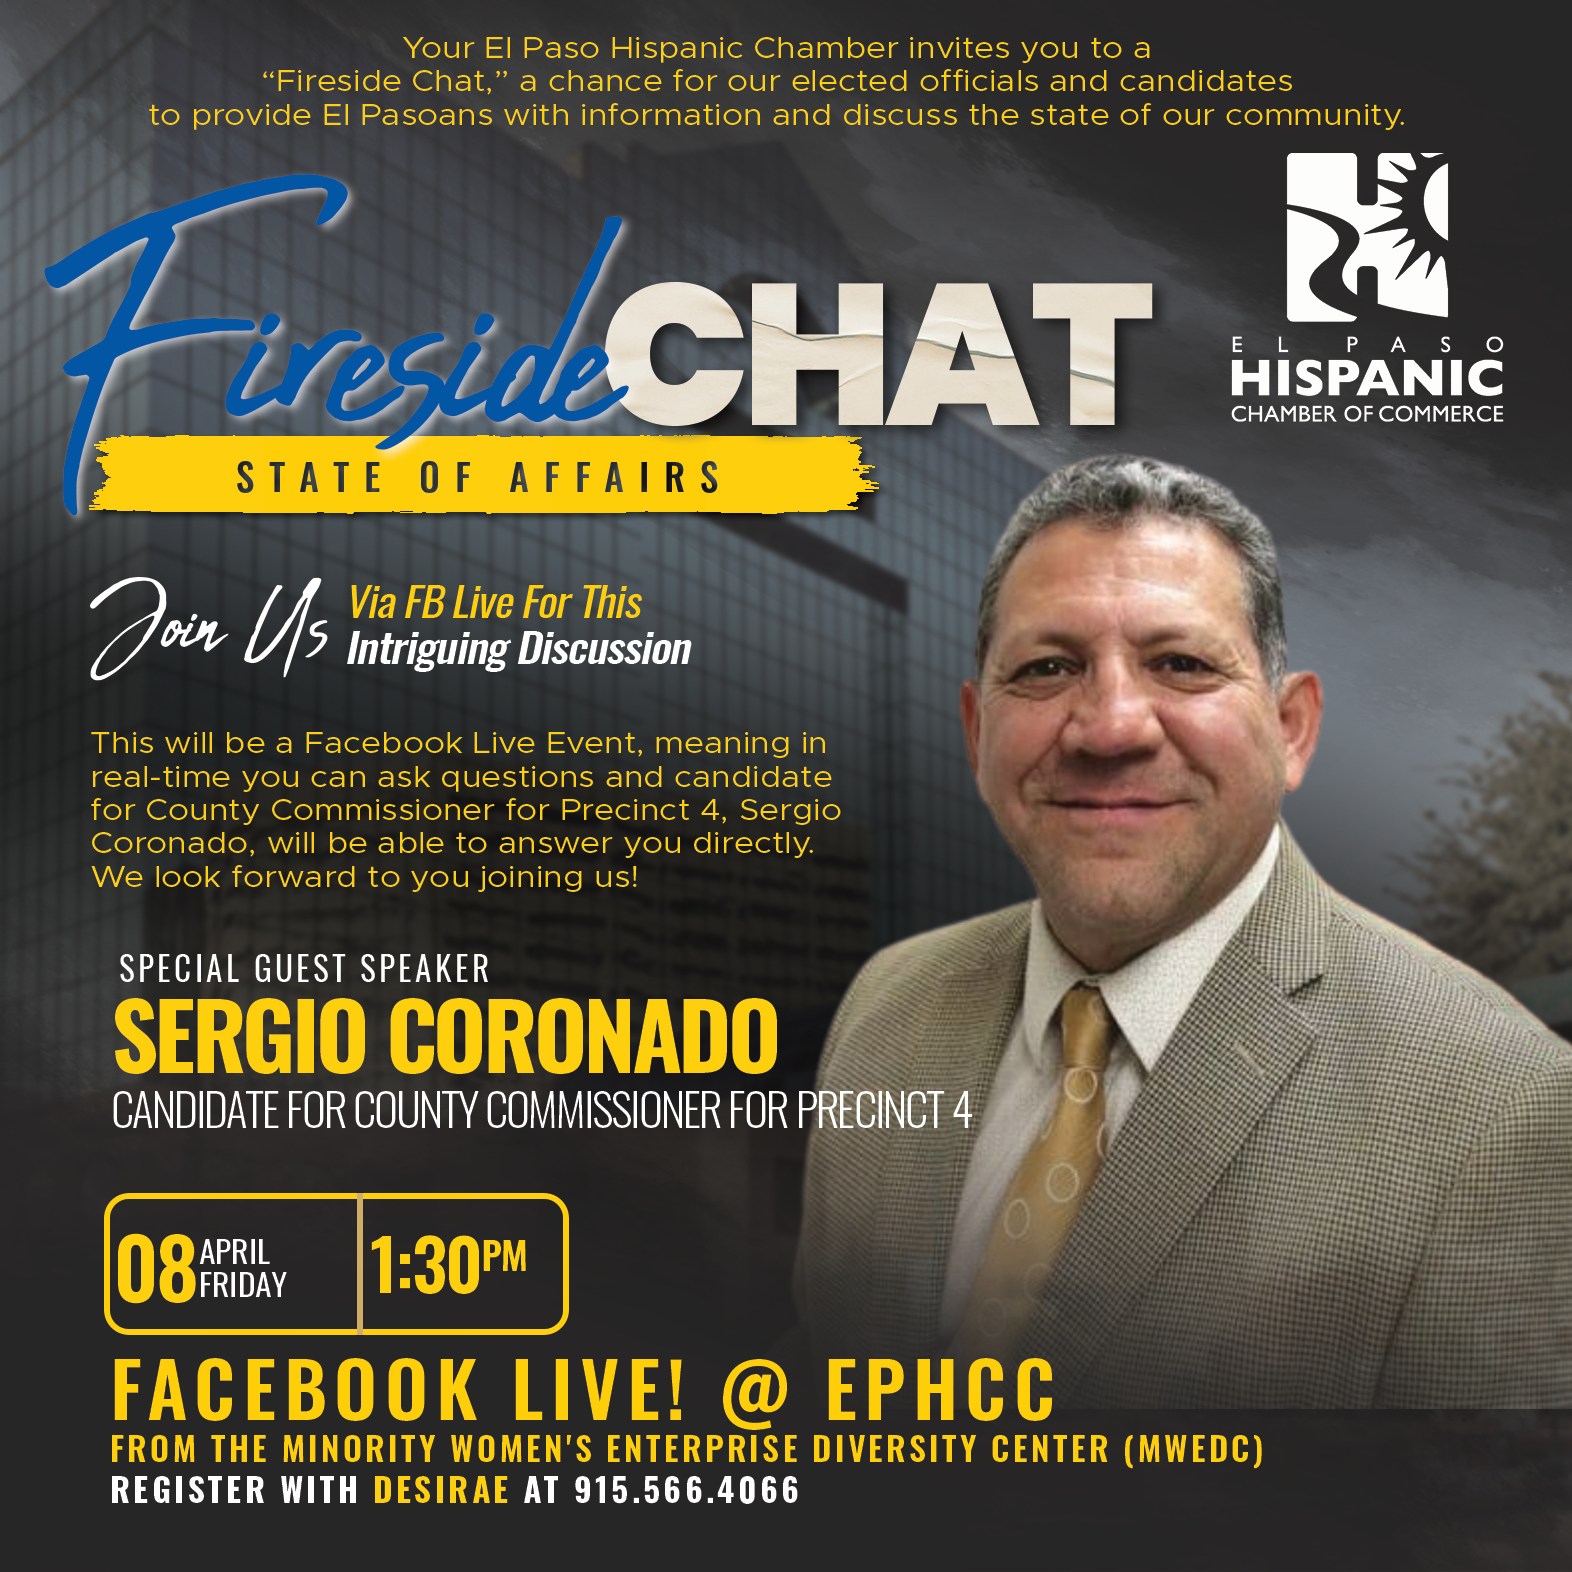 Your El Paso Hispanic Chamber invites you to a
“Fireside Chat,” a chance for our elected officials and candidates
to provide El Pasoans with information and discuss the state of our community.
Fireside CHAT
STATE OF AFFAIRS
EL PASO
HISPANIC
CHAMBER OF COMMERCE
Join Us
Via FB Live For This
Intriguing Discussion
This will be a Facebook Live Event, meaning in
real-time you can ask questions and candidate
for County Commissioner for Precinct 4, Sergio
Coronado, will be able to answer you directly.
We look forward to you joining us!
SPECIAL GUEST SPEAKER
SERGIO CORONADO
CANDIDATE FOR COUNTY COMMISSIONER FOR PRECINCT 4
08 APRIL
FRIDAY
1:30 PM
FACEBOOK LIVE! @ EPHCC
FROM THE MINORITY WOMEN'S ENTERPRISE DIVERSITY CENTER (MWEDC)
REGISTER WITH DESIRAE AT 915.566.4066